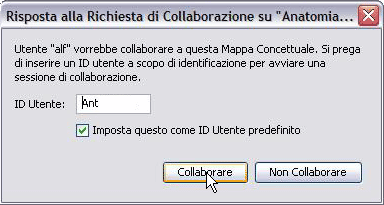 Risposta alla Richiesta di Collaborazione su "Anatomia...
Utente "alf" vorrebbe collaborare a questa Mappa Concettuale. Si prega
di inserire un ID utente a scopo di identificazione per avviare una
sessione di collaborazione.
ID Utente: Ant
Imposta questo come ID Utente predefinito
Collaborare Non Collaborare